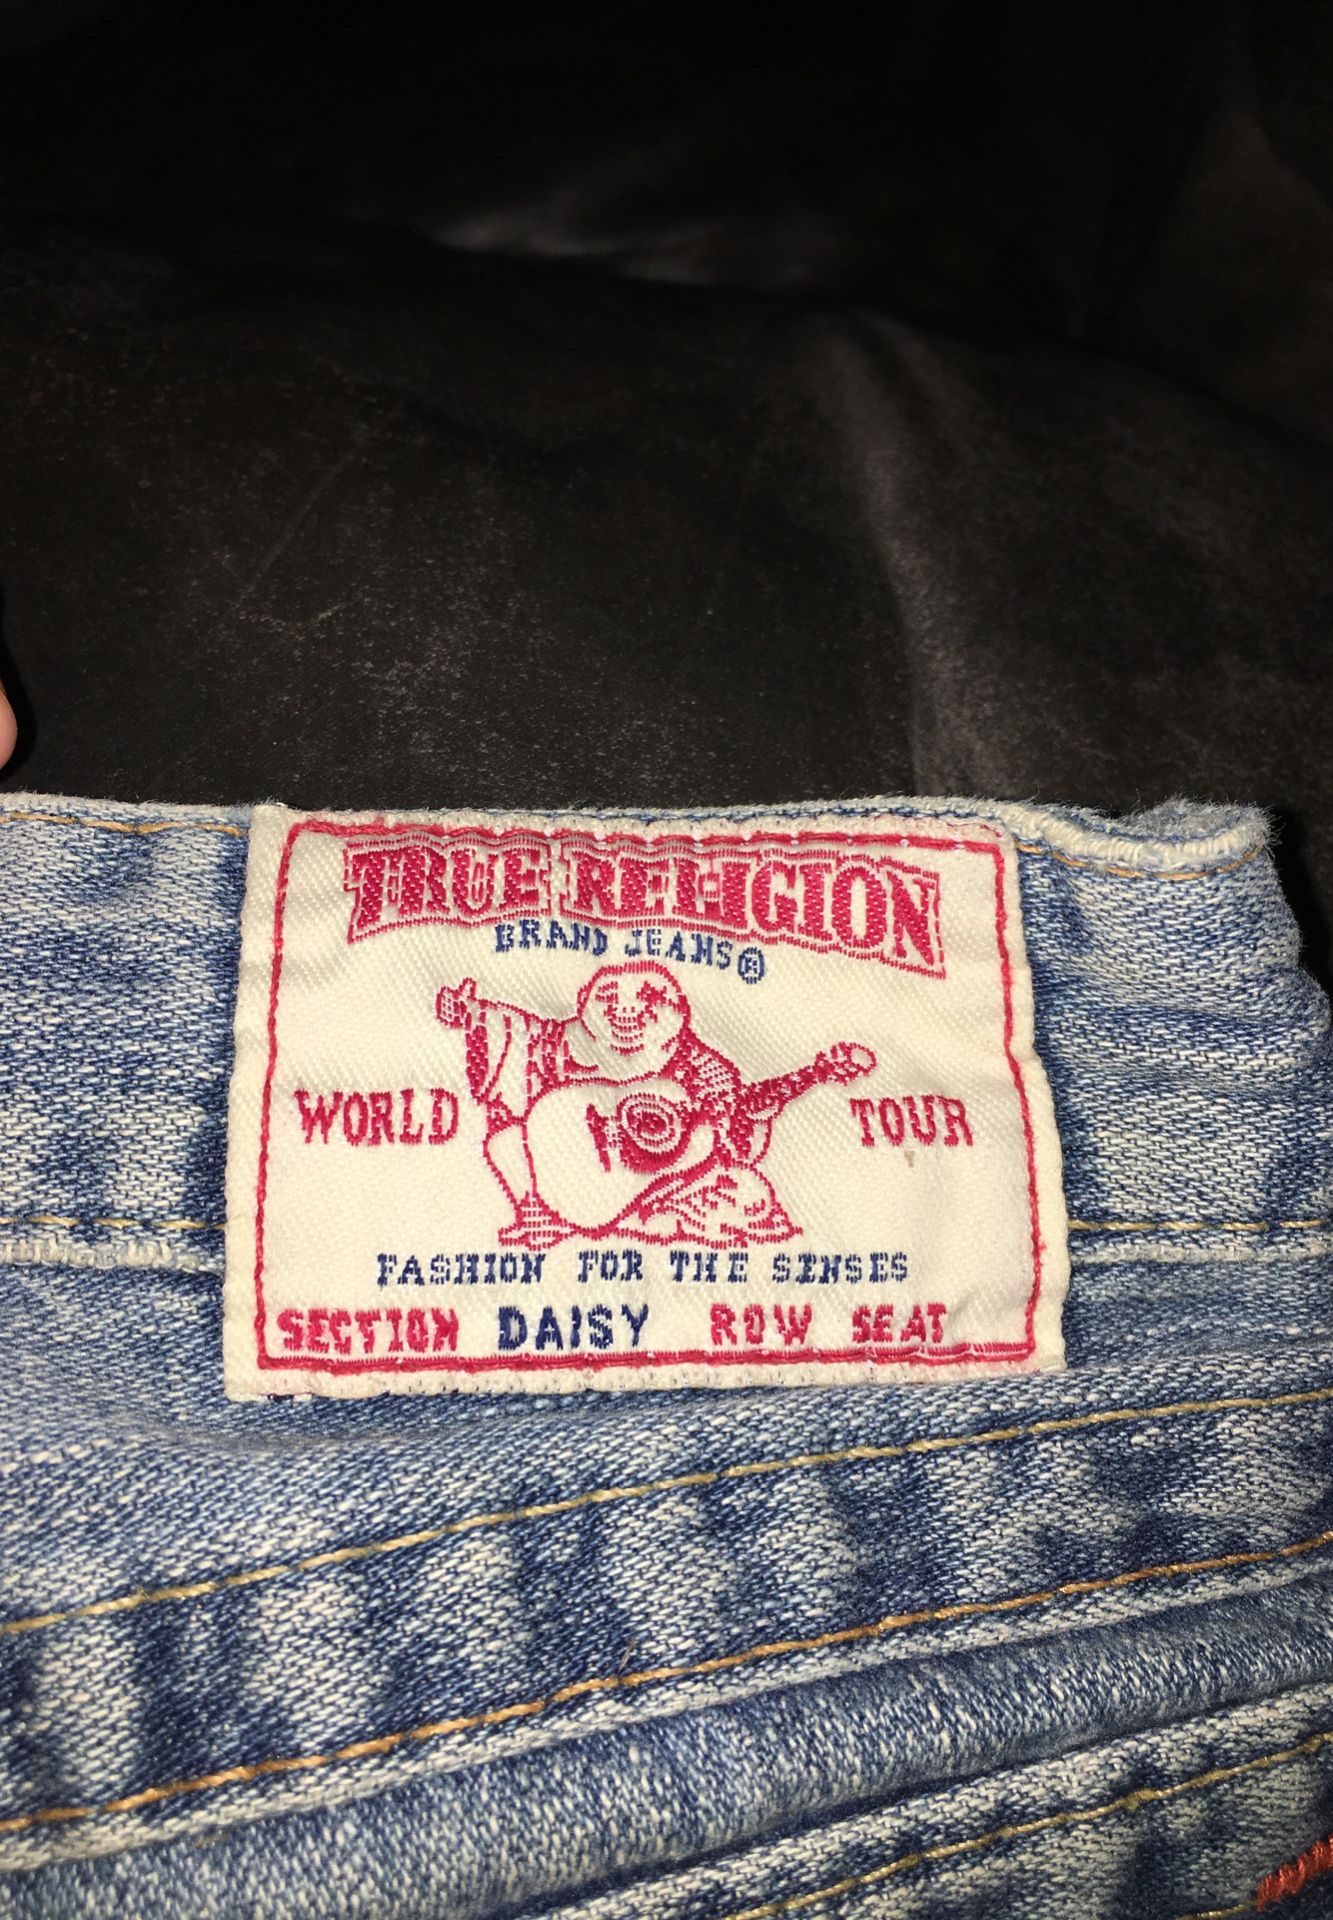 TRUE RELIGION
BRAND JEANS®
WORLD TOUR
FASHION FOR THE SENSES
SECTION DAISY ROW SEAT